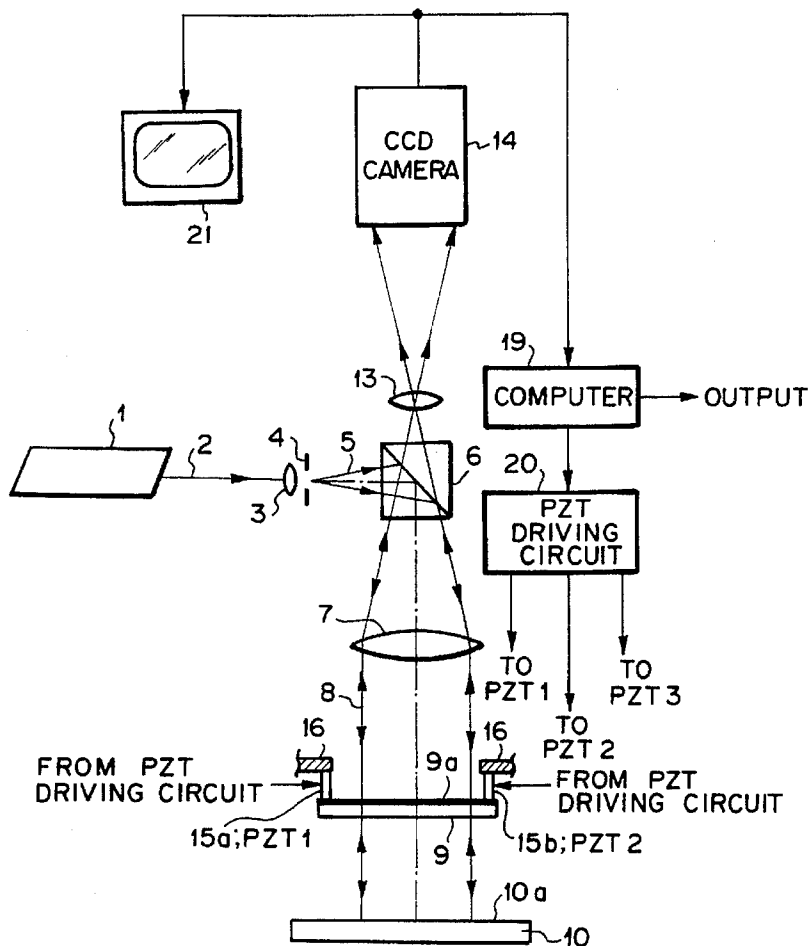 CCD
CAMERA
14
21
19
COMPUTER
OUTPUT
13
1
2
3
4
5
6
20
PZT
DRIVING
CIRCUIT
7
TO
PZT 1
TO
PZT 2
TO
PZT 3
8
16
16
FROM PZT
DRIVING CIRCUIT
9a
FROM PZT
DRIVING CIRCUIT
15a; PZT 1
9
15b; PZT 2
10a
10